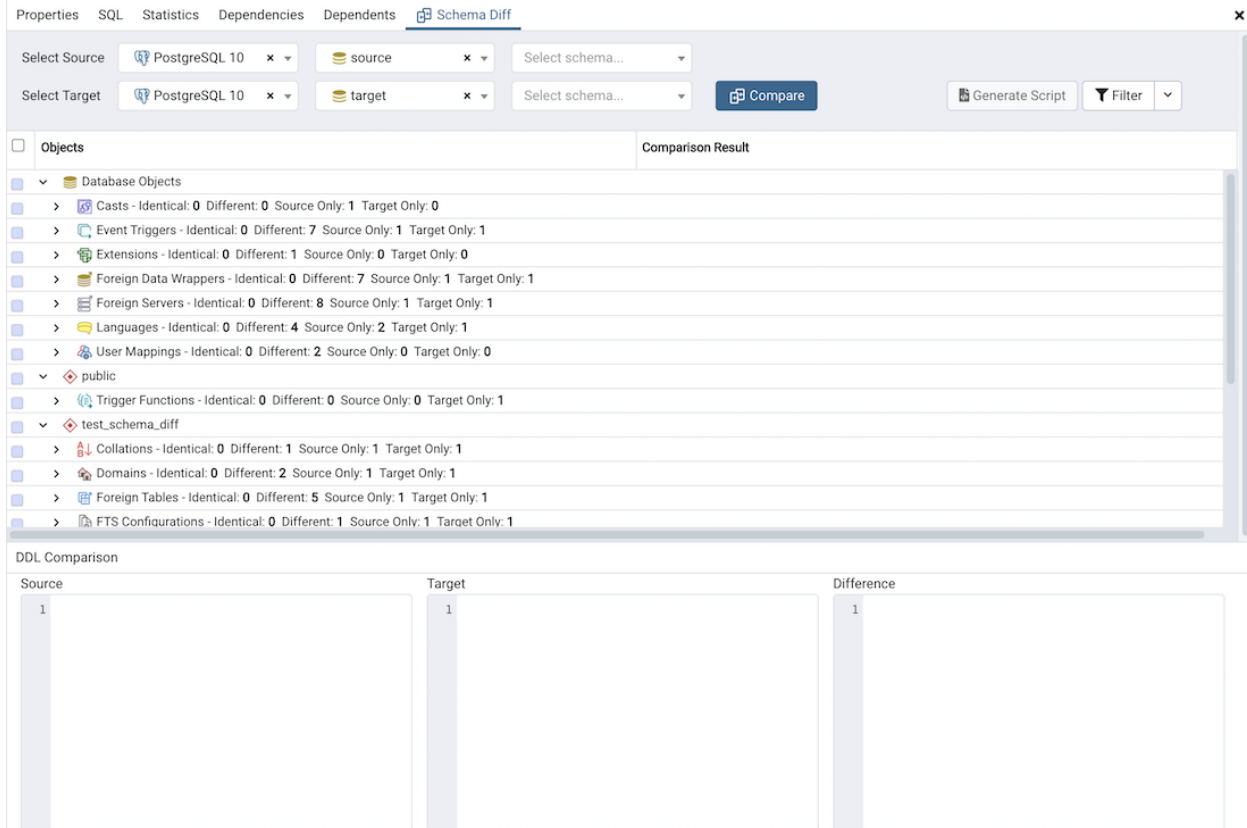 Properties SQL Statistics Dependencies Dependents Schema Diff
Select Source PostgreSQL 10 source Select schema...
Select Target PostgreSQL 10 target Select schema... Compare Generate Script Filter
Objects Comparison Result
Database Objects
Casts - Identical: 0 Different: 0 Source Only: 1 Target Only: 0
Event Triggers - Identical: 0 Different: 7 Source Only: 1 Target Only: 1
Extensions - Identical: 0 Different: 1 Source Only: 0 Target Only: 0
Foreign Data Wrappers - Identical: 0 Different: 7 Source Only: 1 Target Only: 1
Foreign Servers - Identical: 0 Different: 8 Source Only: 1 Target Only: 1
Languages - Identical: 0 Different: 4 Source Only: 2 Target Only: 1
User Mappings - Identical: 0 Different: 2 Source Only: 0 Target Only: 0
public
Trigger Functions - Identical: 0 Different: 0 Source Only: 0 Target Only: 1
test_schema_diff
Collations - Identical: 0 Different: 1 Source Only: 1 Target Only: 1
Domains - Identical: 0 Different: 2 Source Only: 1 Target Only: 1
Foreign Tables - Identical: 0 Different: 5 Source Only: 1 Target Only: 1
FTS Configurations - Identical: 0 Different: 1 Source Only: 1 Target Only: 1
DDL Comparison
Source Target Difference
1 1 1